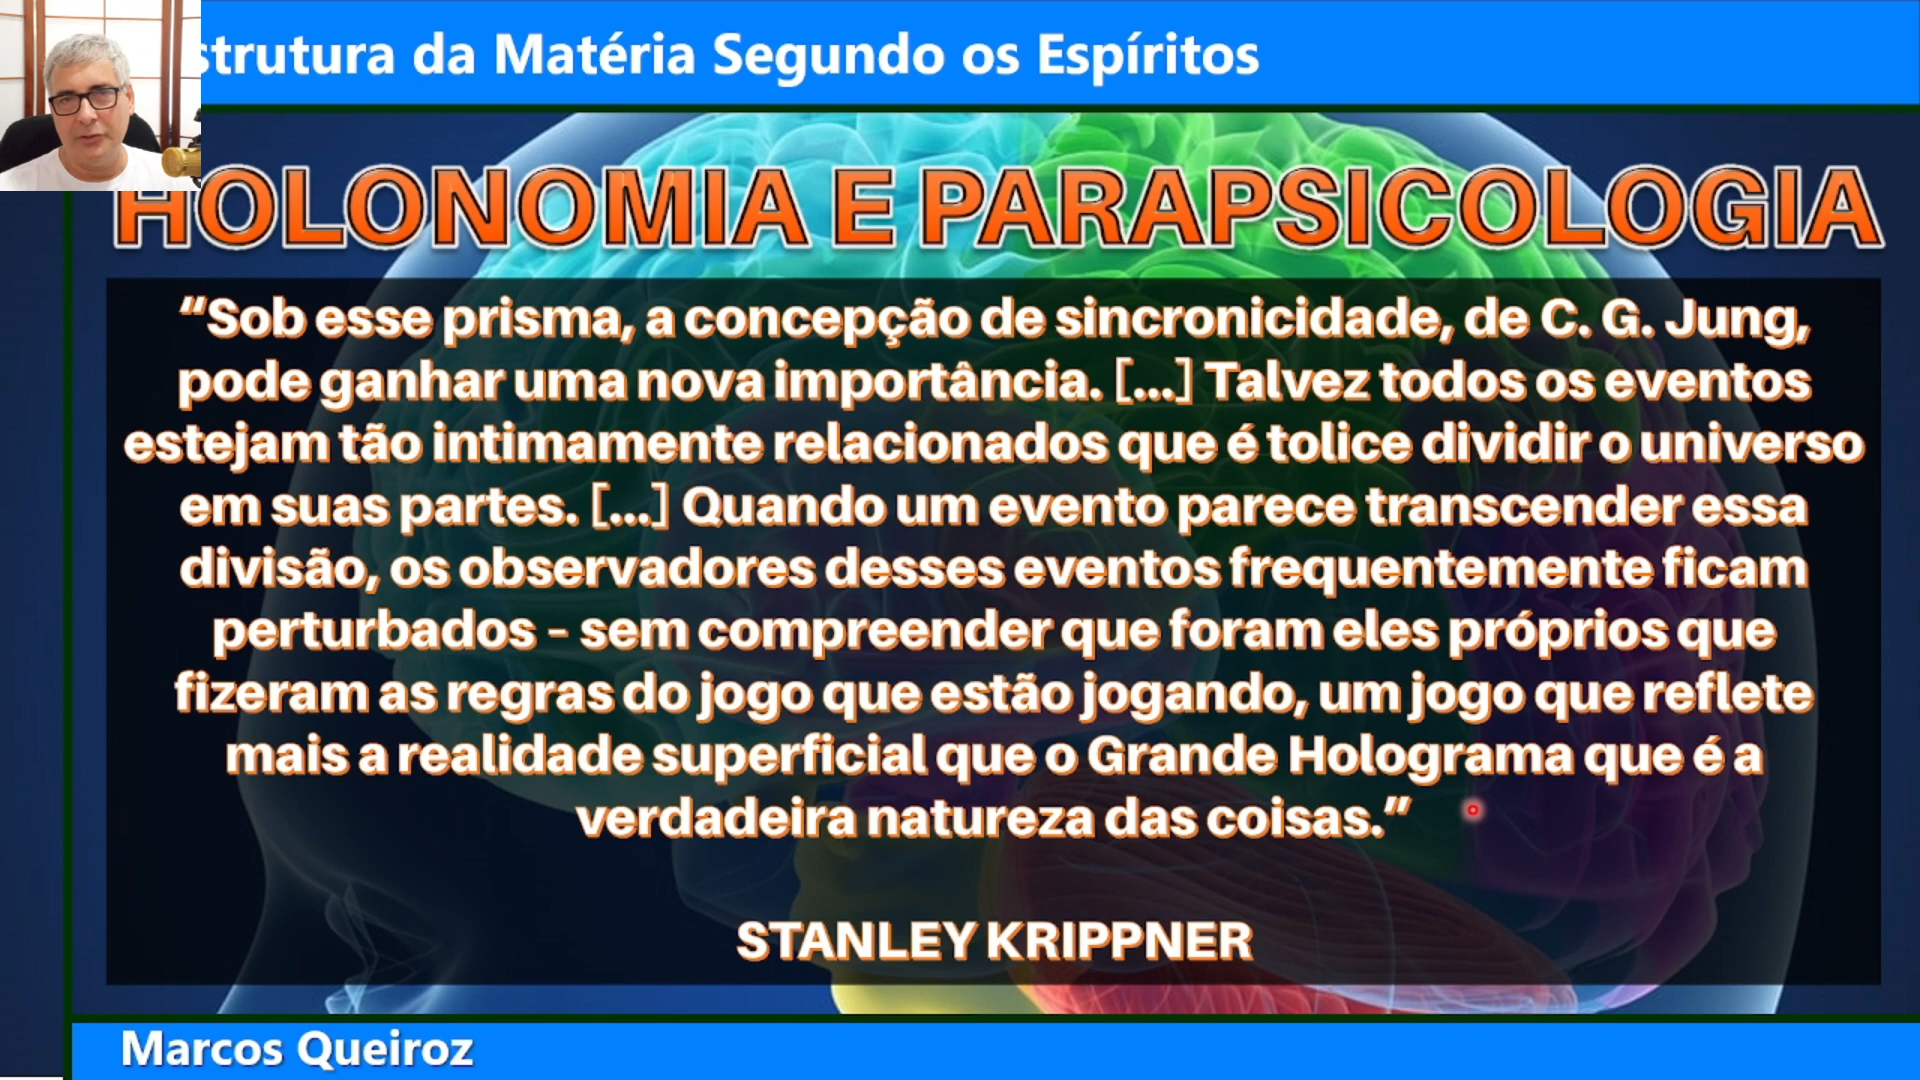 strutura da Matéria Segundo os Espíritos
HOLONOMIA E PARAPSICOLOGIA
“Sob esse prisma, a concepção de sincronicidade, de C. G. Jung,
pode ganhar uma nova importância. [...] Talvez todos os eventos
estejam tão intimamente relacionados que é tolice dividir o universo
em suas partes. [...] Quando um evento parece transcender essa
divisão, os observadores desses eventos frequentemente ficam
perturbados – sem compreender que foram eles próprios que
fizeram as regras do jogo que estão jogando, um jogo que reflete
mais a realidade superficial que o Grande Holograma que é a
verdadeira natureza das coisas.”
STANLEY KRIPPNER
Marcos Queiroz